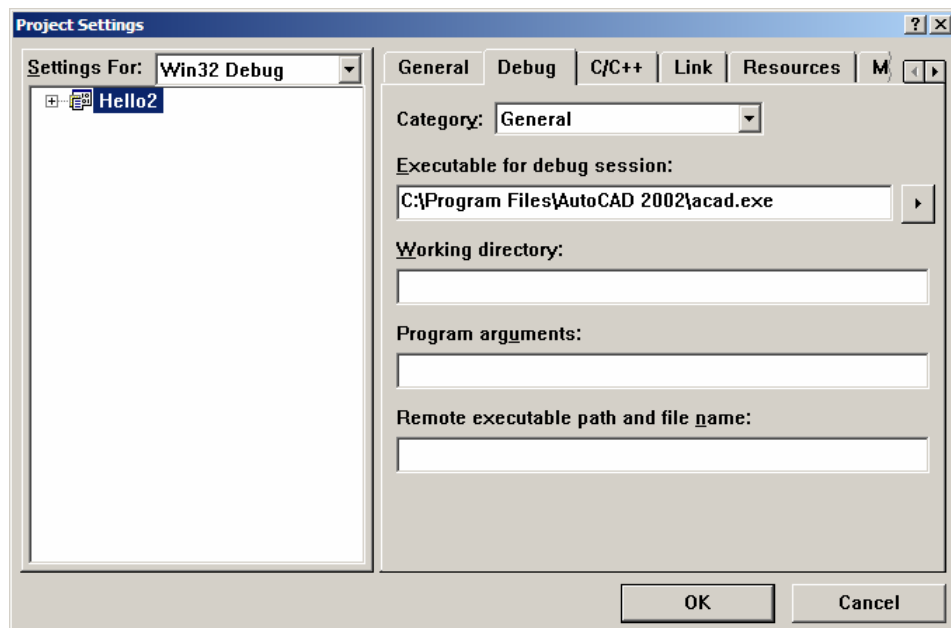 Project Settings
Settings For: Win32 Debug
Hello2
General Debug C/C++ Link Resources M
Category: General
Executable for debug session:
C:\Program Files\AutoCAD 2002\acad.exe
Working directory:
Program arguments:
Remote executable path and file name:
OK Cancel